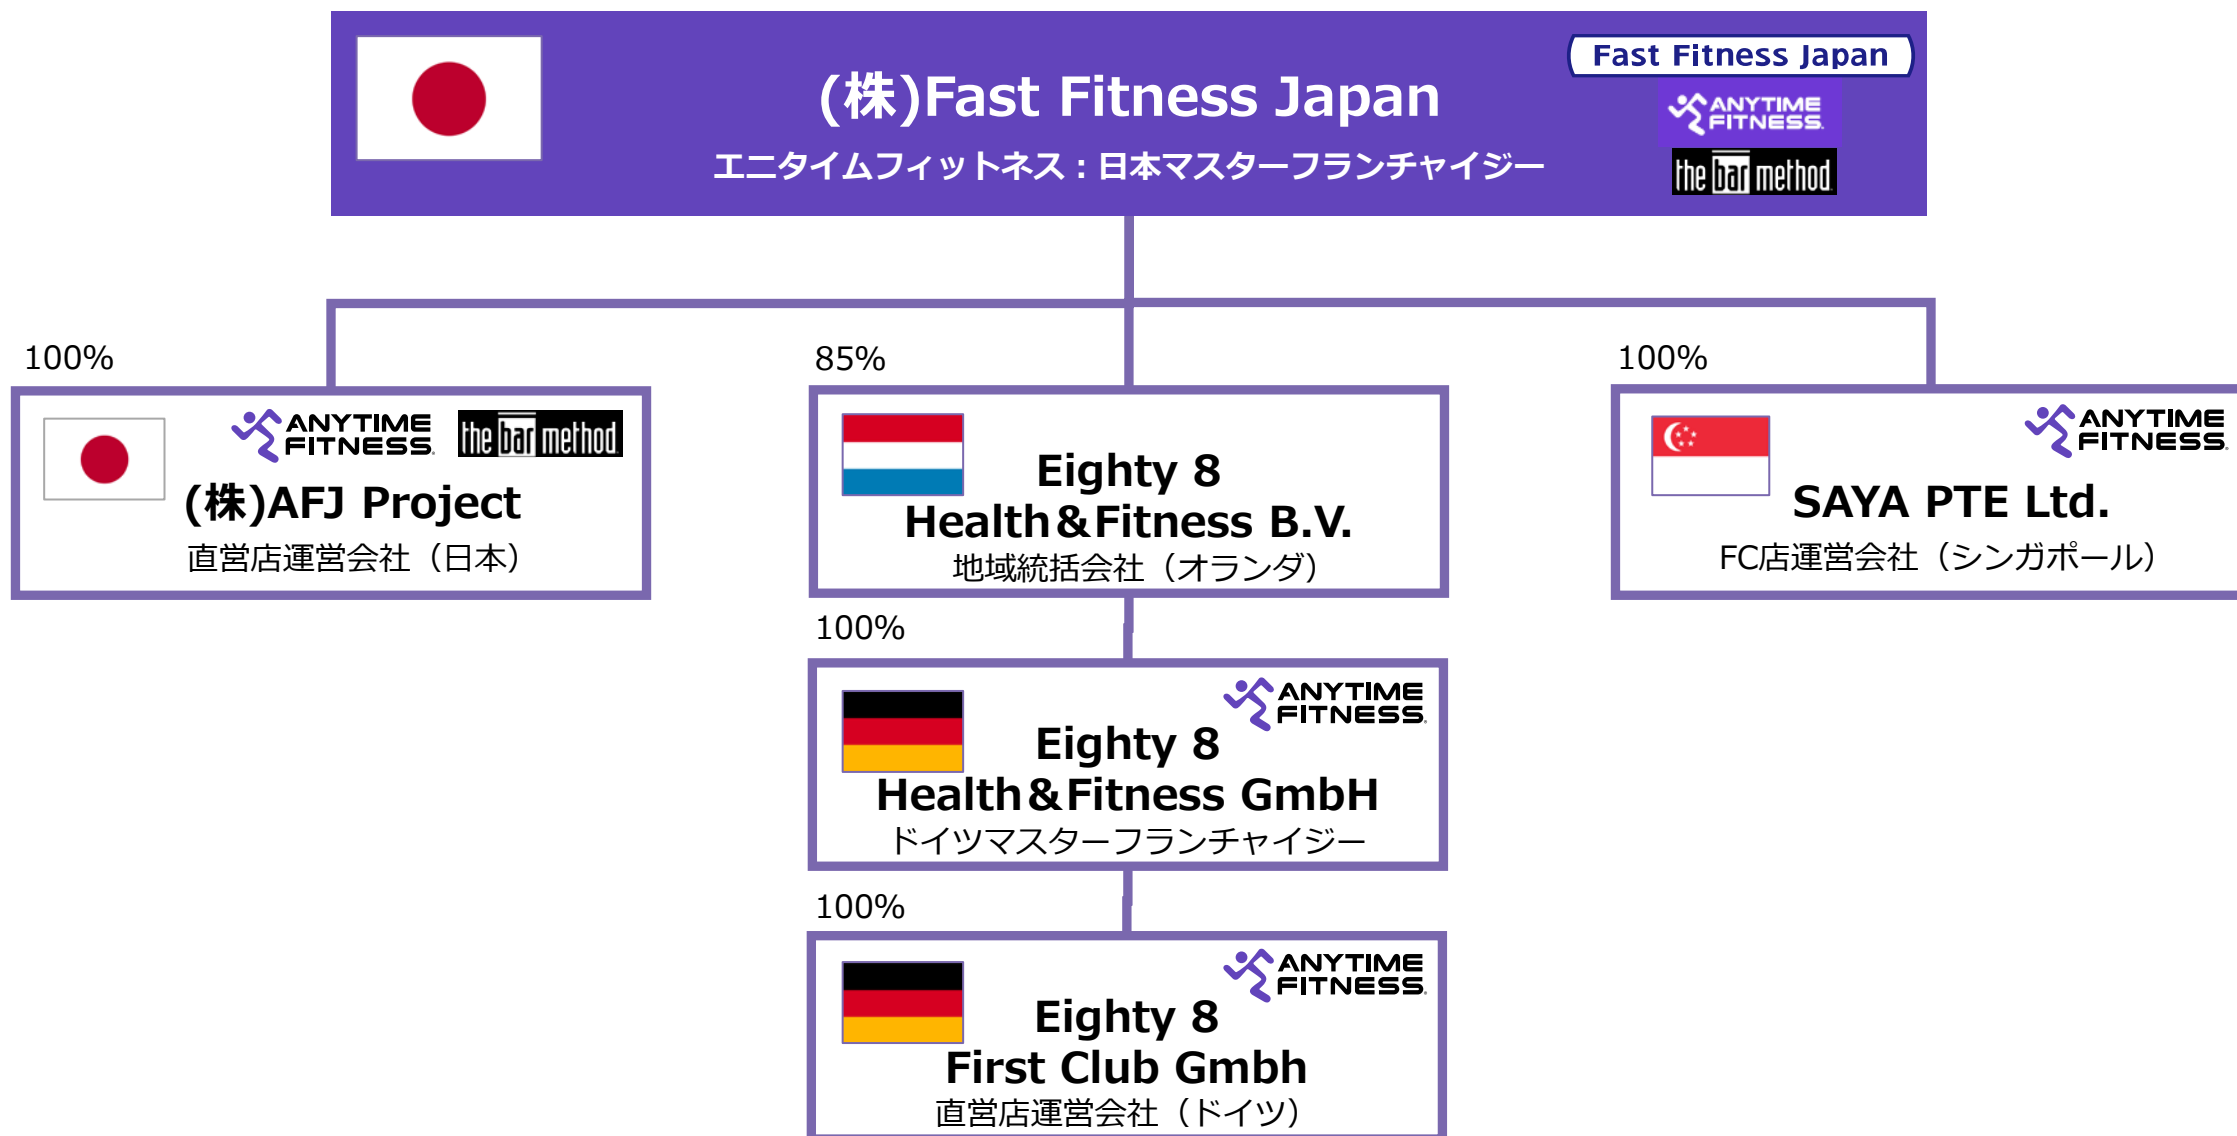 Fast Fitness Japan
(株)Fast Fitness Japan
ANYTIME
FITNESS
エニタイムフィットネス：日本マスターフランチャイジー
the bar method
100%
85%
100%
ANYTIME
FITNESS
the bar method
(株)AFJ Project
直営店運営会社（日本）
Eighty 8
Health&Fitness B.V.
地域統括会社（オランダ）
ANYTIME
FITNESS
SAYA PTE Ltd.
FC店運営会社（シンガポール）
100%
ANYTIME
FITNESS
Eighty 8
Health&Fitness GmbH
ドイツマスターフランチャイジー
100%
ANYTIME
FITNESS
Eighty 8
First Club Gmbh
直営店運営会社（ドイツ）